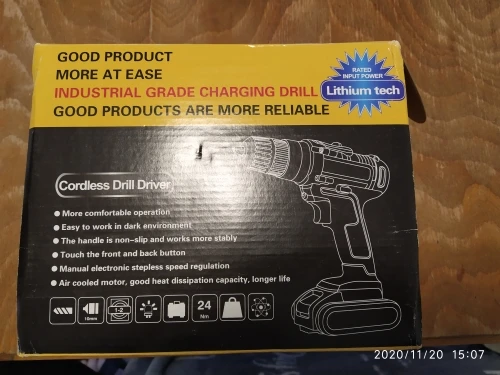 GOOD PRODUCT
MORE AT EASE
INDUSTRIAL GRADE CHARGING DRILL
GOOD PRODUCTS ARE MORE RELIABLE
RATED
INPUT POWER
Lithium tech
Cordless Drill Driver
More comfortable operation
Easy to work in dark environment
The handle is non-slip and works more stably
Touch the front and back button
Manual electronic stepless speed regulation
Air cooled motor, good heat dissipation capacity, longer life
10mm
1-2
24
Nm
2020/11/20 15:07